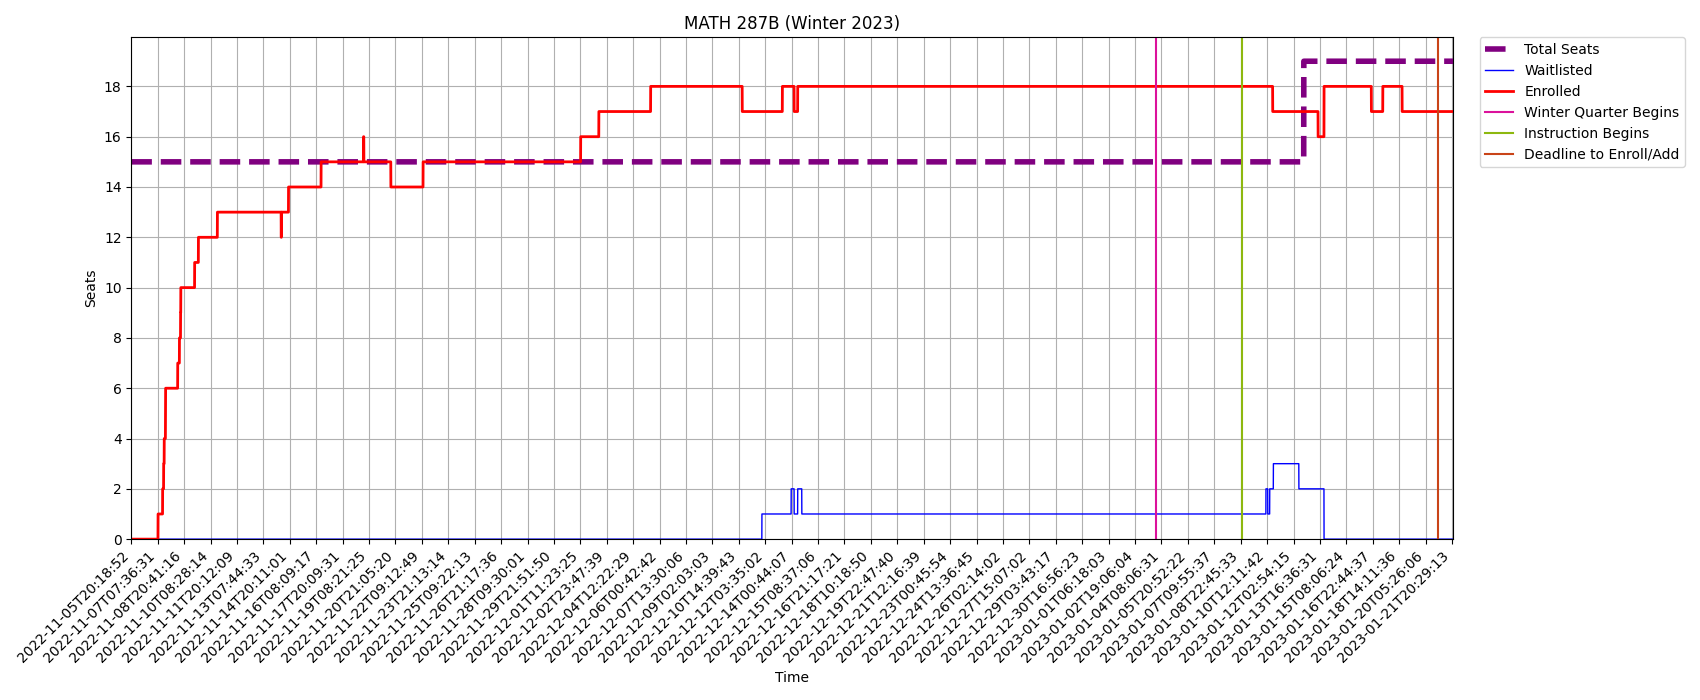 MATH 287B (Winter 2023)
Total Seats
Waitlisted
Enrolled
Winter Quarter Begins
Instruction Begins
Deadline to Enroll/Add
Seats
18
16
14
12
10
8
6
4
2
0
2022-11-05T20:18:52
2022-11-07T07:36:31
2022-11-08T20:41:16
2022-11-10T08:28:14
2022-11-11T20:12:09
2022-11-13T07:44:33
2022-11-14T20:11:01
2022-11-16T08:09:17
2022-11-17T20:09:31
2022-11-19T08:21:25
2022-11-20T21:05:20
2022-11-22T09:12:49
2022-11-23T21:13:14
2022-11-25T09:22:13
2022-11-26T21:17:36
2022-11-28T09:30:01
2022-11-29T21:51:50
2022-12-01T11:23:25
2022-12-02T23:47:39
2022-12-04T12:22:29
2022-12-06T00:42:42
2022-12-07T13:30:06
2022-12-09T02:03:03
2022-12-10T14:39:43
2022-12-12T03:35:02
2022-12-14T00:44:07
2022-12-15T08:37:06
2022-12-16T21:17:21
2022-12-18T10:18:50
2022-12-19T22:47:40
2022-12-21T12:16:39
2022-12-23T00:45:54
2022-12-24T13:36:45
2022-12-26T02:14:02
2022-12-27T15:07:02
2022-12-29T03:43:17
2022-12-30T16:56:23
2023-01-01T06:18:03
2023-01-02T19:06:04
2023-01-04T08:06:31
2023-01-05T20:52:22
2023-01-07T09:55:37
2023-01-08T22:45:33
2023-01-10T12:11:42
2023-01-12T02:54:15
2023-01-13T16:36:31
2023-01-15T08:06:24
2023-01-16T22:44:37
2023-01-18T14:11:36
2023-01-20T05:26:06
2023-01-21T20:29:13
Time